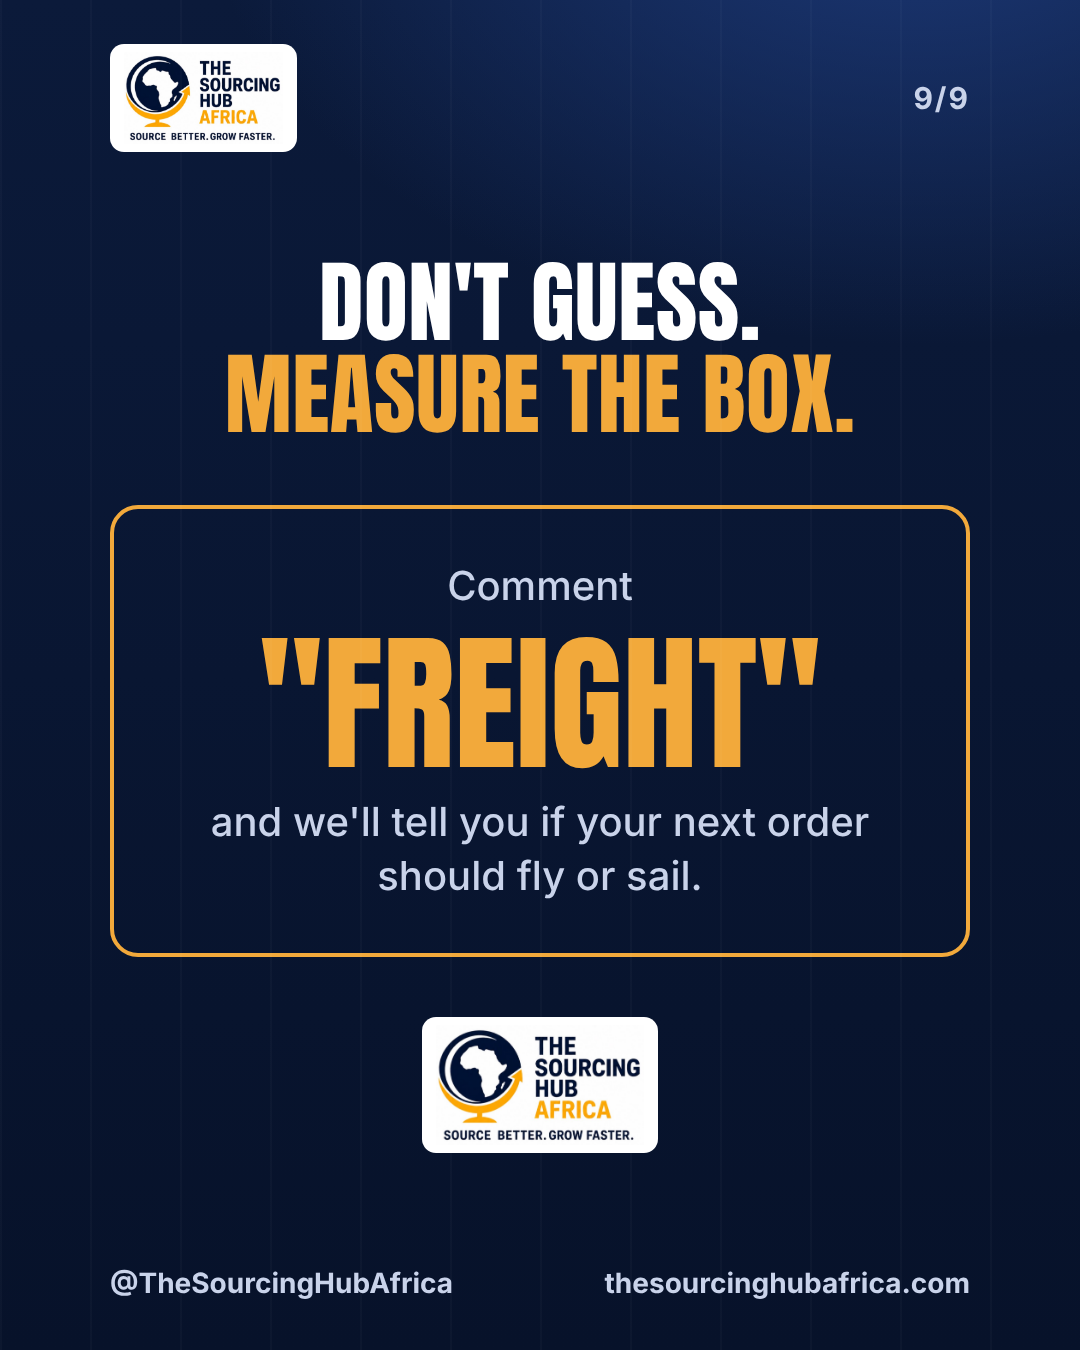 THE
SOURCING
HUB
AFRICA
SOURCE BETTER. GROW FASTER.
9/9
DON'T GUESS.
MEASURE THE BOX.
Comment
"FREIGHT"
and we'll tell you if your next order
should fly or sail.
THE
SOURCING
HUB
AFRICA
SOURCE BETTER. GROW FASTER.
@TheSourcingHubAfrica
thesourcinghubafrica.com